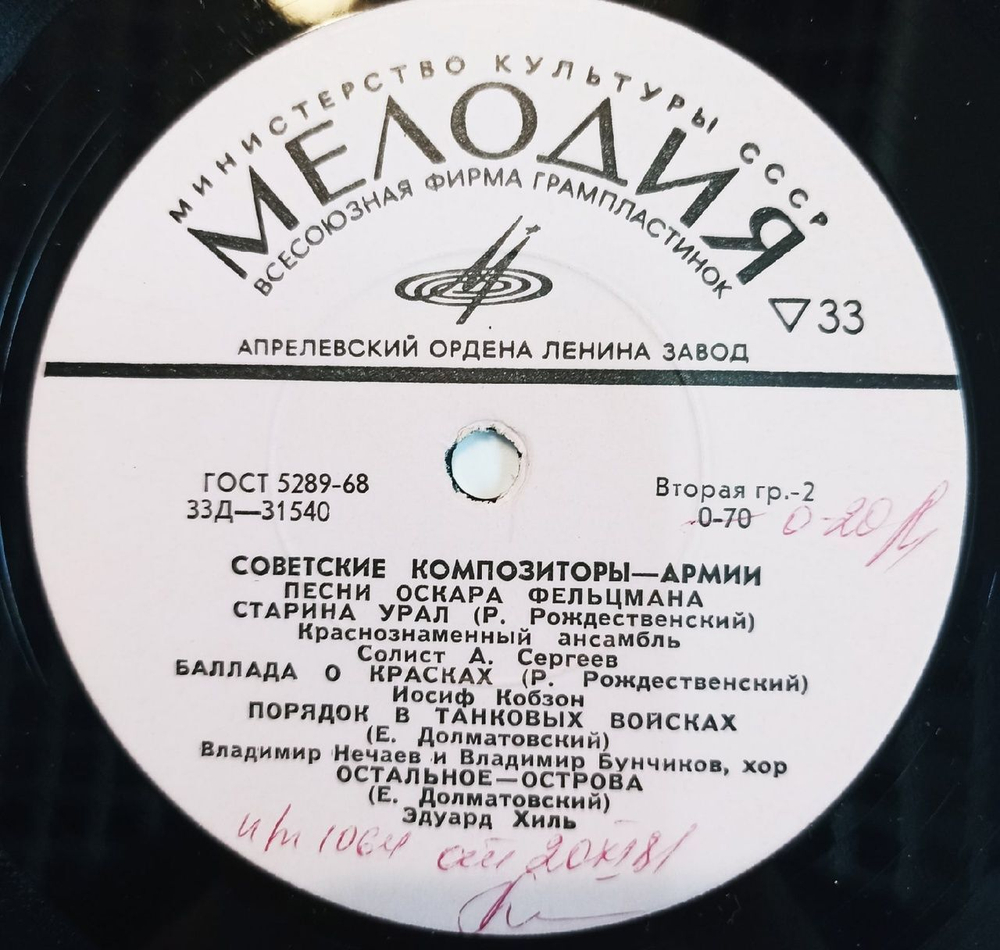 МИНИСТЕРСТВО КУЛЬТУРЫ СССР
МЕЛОДИЯ
ВСЕСОЮЗНАЯ ФИРМА ГРАМПЛАСТИНОК
33
АПРЕЛЕВСКИЙ ОРДЕНА ЛЕНИНА ЗАВОД
ГОСТ 5289-68
33Д—31540
Вторая гр.-2
0-70 0-20
СОВЕТСКИЕ КОМПОЗИТОРЫ—АРМИИ
ПЕСНИ ОСКАРА ФЕЛЬЦМАНА
СТАРИНА УРАЛ (Р. Рождественский)
Краснознаменный ансамбль
Солист А. Сергеев
БАЛЛАДА О КРАСКАХ (Р. Рождественский)
Иосиф Кобзон
ПОРЯДОК В ТАНКОВЫХ ВОЙСКАХ
(Е. Долматовский)
Владимир Нечаев и Владимир Бунчиков, хор
ОСТАЛЬНОЕ—ОСТРОВА
(Е. Долматовский)
Эдуард Хиль